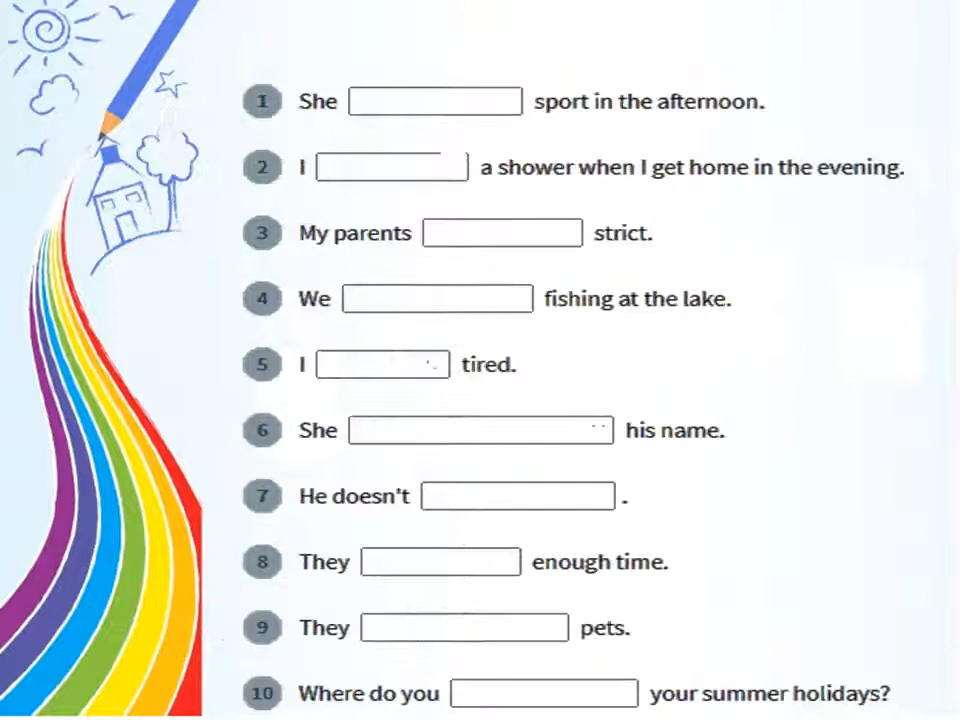 1 She sport in the afternoon.
2 I a shower when I get home in the evening.
3 My parents strict.
4 We fishing at the lake.
5 I tired.
6 She his name.
7 He doesn't .
8 They enough time.
9 They pets.
10 Where do you your summer holidays?